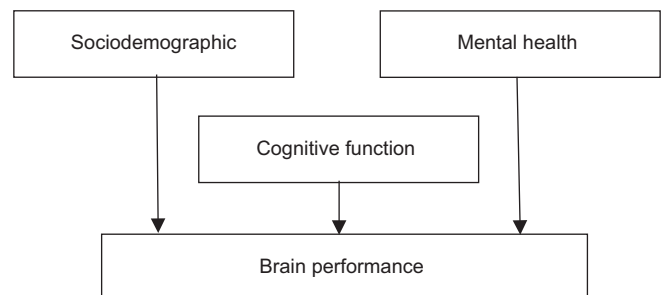 Sociodemographic
Mental health
Cognitive function
Brain performance